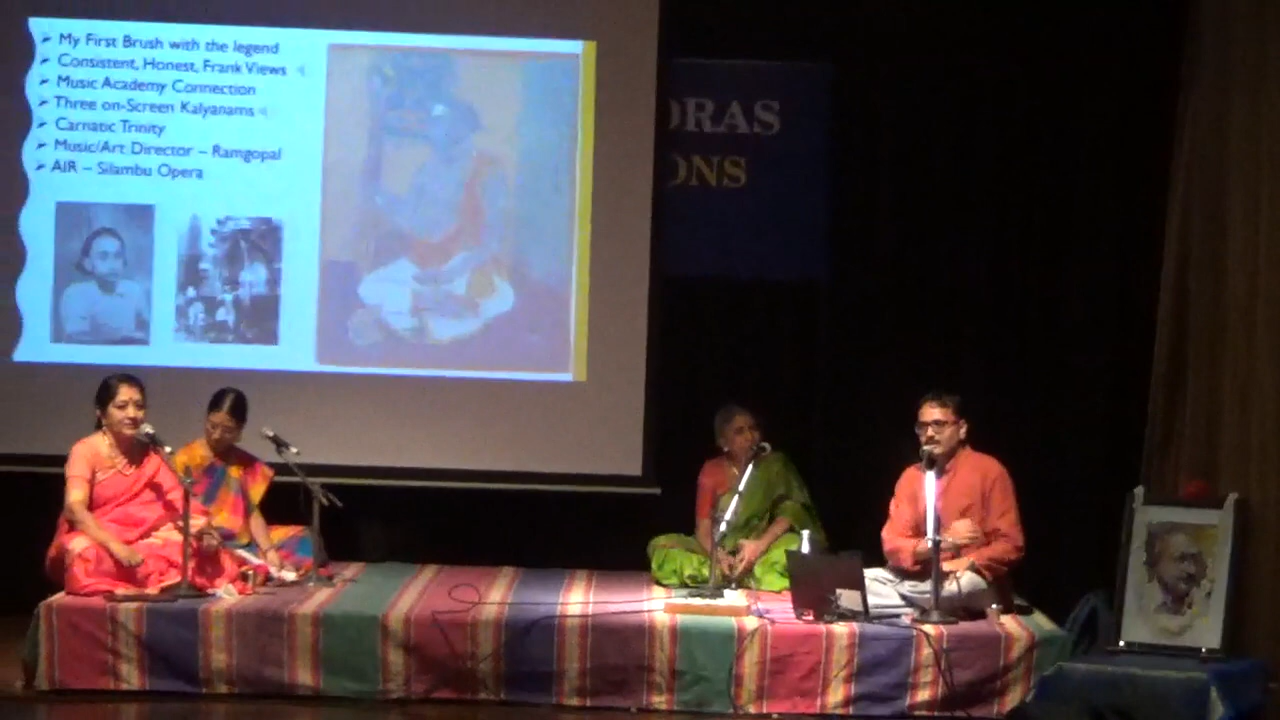 My First Brush with the legend
Consistent, Honest, Frank Views
Music Academy Connection
Three on-Screen Kalyanams
Carnatic Trinity
Music/Art Director – Ramgopal
AIR – Silambu Opera
DRAS
ONS